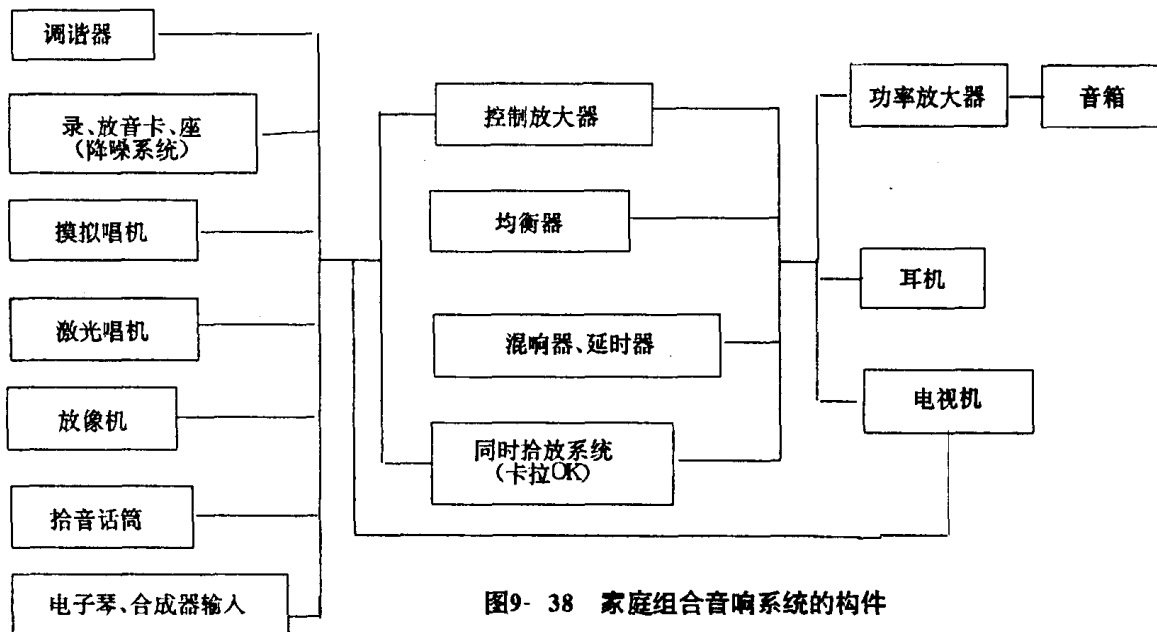 调谐器
录、放音卡、座
（降噪系统）
摸拟唱机
激光唱机
放像机
拾音话筒
电子琴、合成器输入
控制放大器
均衡器
混响器、延时器
同时拾放系统
（卡拉OK）
功率放大器
音箱
耳机
电视机
图9- 38 家庭组合音响系统的构件